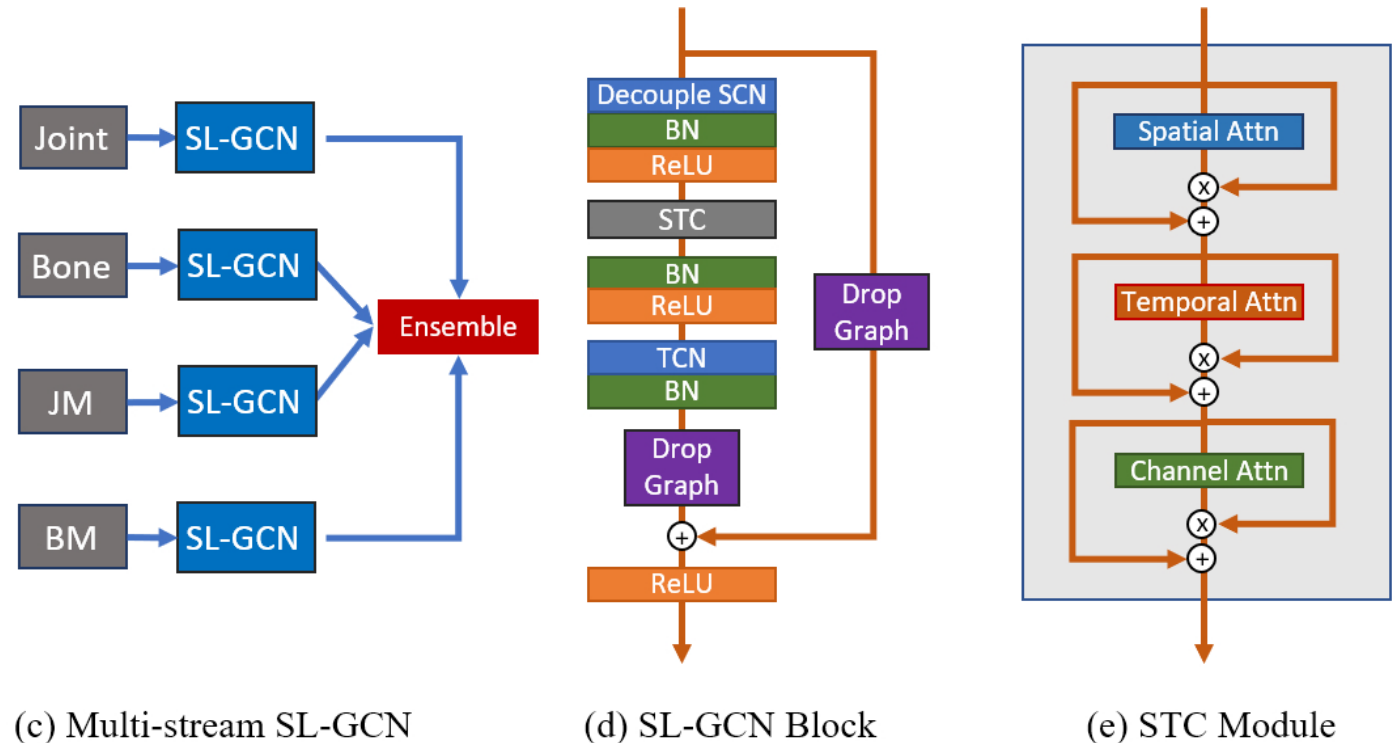 Joint
SL-GCN
Bone
SL-GCN
JM
SL-GCN
BM
SL-GCN
Ensemble
(c) Multi-stream SL-GCN
Decouple SCN
BN
ReLU
STC
BN
ReLU
TCN
BN
Drop
Graph
+
ReLU
Drop
Graph
(d) SL-GCN Block
Spatial Attn
x
+
Temporal Attn
x
+
Channel Attn
x
+
(e) STC Module